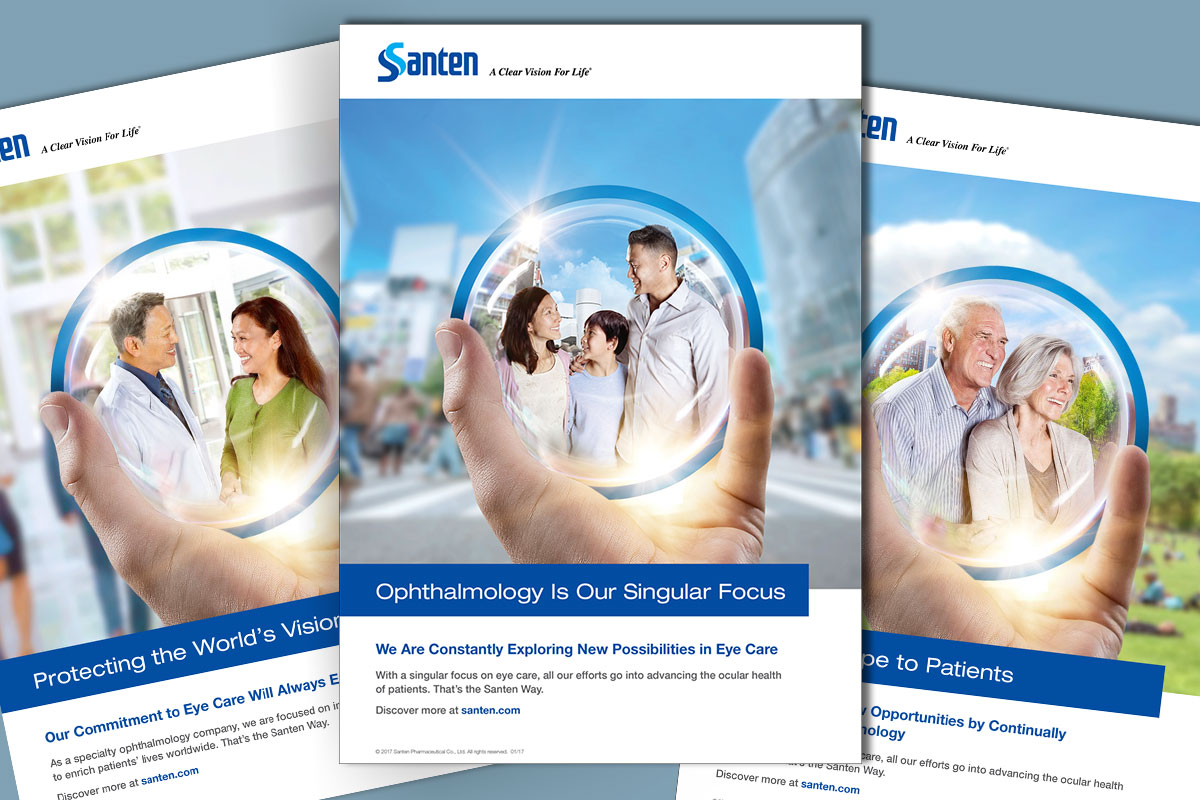 en A Clear Vision For Life®
Protecting the World's Vision
Our Commitment to Eye Care Will Always
As a specialty ophthalmology company, we are focused on
to enrich patients' lives worldwide. That's the Santen Way.
Discover more at santen.com
Santen A Clear Vision For Life®
Ophthalmology Is Our Singular Focus
We Are Constantly Exploring New Possibilities in Eye Care
With a singular focus on eye care, all our efforts go into advancing the ocular health
of patients. That's the Santen Way.
Discover more at santen.com
© 2017 Santen Pharmaceutical Co., Ltd. All rights reserved. 01/17
ten A Clear Vision For Life®
pe to Patients
Opportunities by Continually
nology
care, all our efforts go into advancing the ocular health
the Santen Way.
Discover more at santen.com